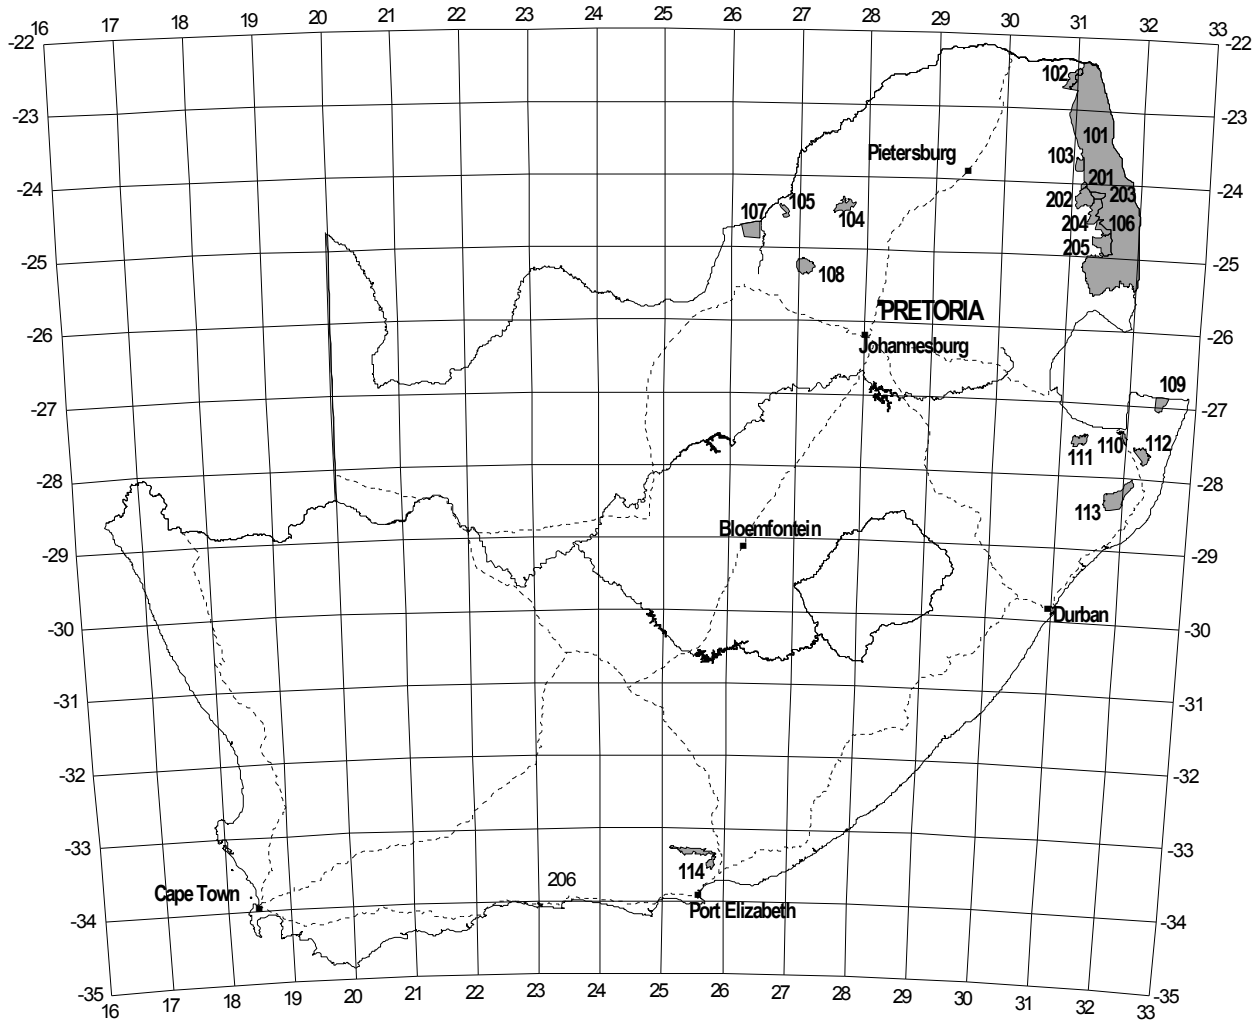 16 17 18 19 20 21 22 23 24 25 26 27 28 29 30 31 32 33
-22 -22
102
-23 -23
101
Pietersburg
103
-24 201 -24
105 202 203
107 104 204 106
205
-25 108 -25
PRETORIA
-26 -26
Johannesburg
109
-27 -27
110 112
111
-28 -28
113
Bloemfontein
-29 -29
Durban
-30 -30
-31 -31
-32 -32
-33 -33
114
206
Cape Town
Port Elizabeth
-34 -34
-35 -35
16 17 18 19 20 21 22 23 24 25 26 27 28 29 30 31 32 33